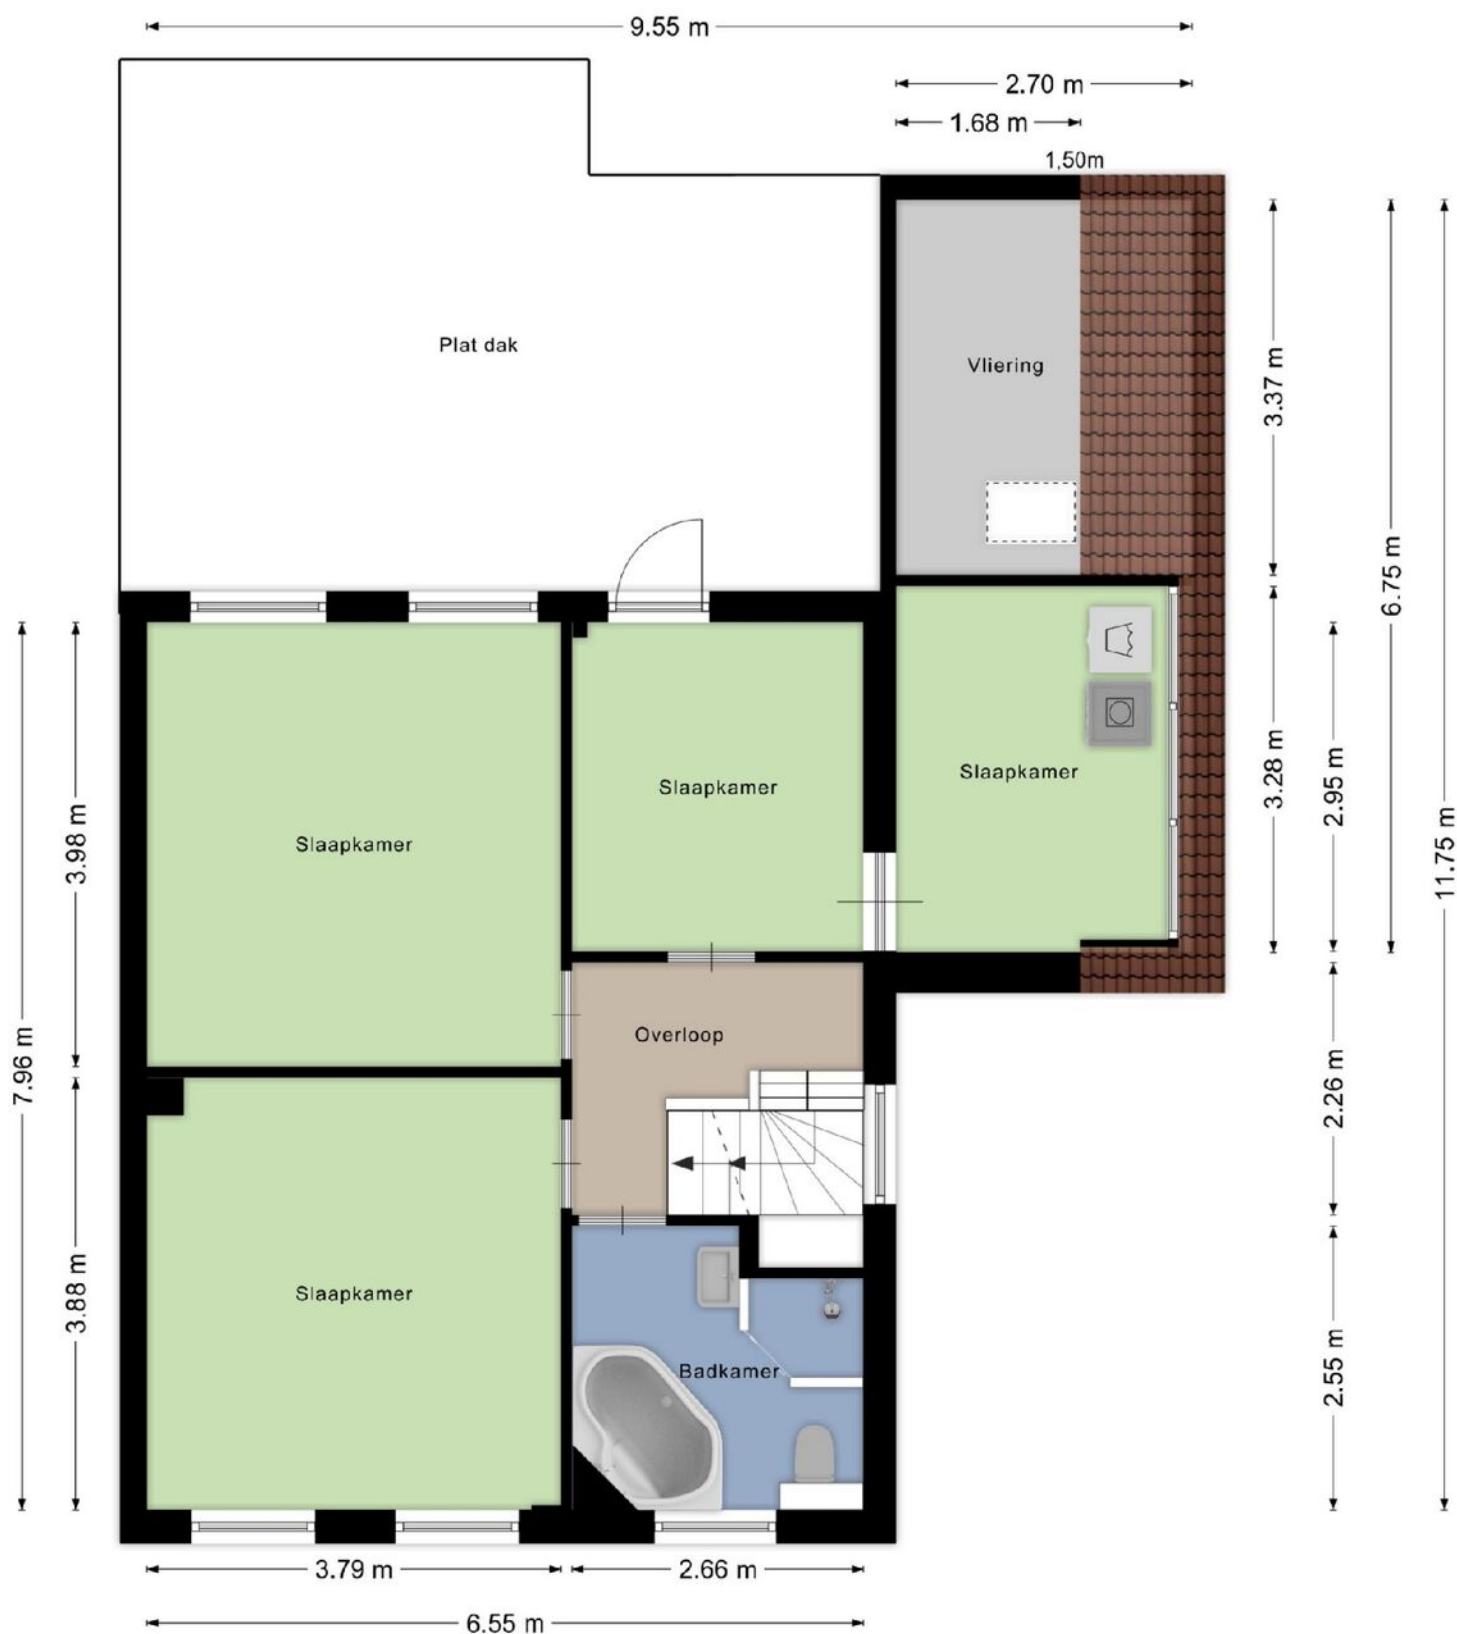 9.55 m
2.70 m
1.68 m
1,50m
Plat dak
Vliering
3.37 m
6.75 m
11.75 m
Slaapkamer
Slaapkamer
Slaapkamer
3.28 m
2.95 m
3.98 m
7.96 m
Overloop
2.26 m
Slaapkamer
3.88 m
Badkamer
2.55 m
3.79 m
2.66 m
6.55 m